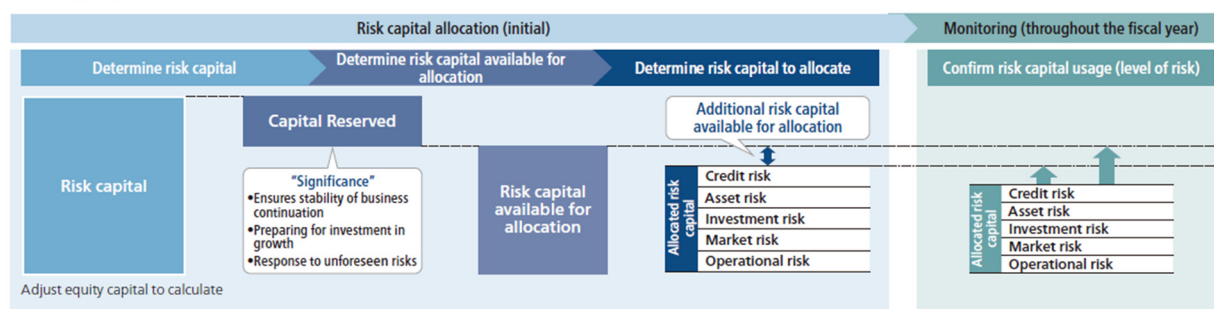 Risk capital allocation (initial)
Monitoring (throughout the fiscal year)
Determine risk capital
Determine risk capital available for
allocation
Determine risk capital to allocate
Confirm risk capital usage (level of risk)
Risk capital
Adjust equity capital to calculate
Capital Reserved
"Significance"
•Ensures stability of business
continuation
•Preparing for investment in
growth
•Response to unforeseen risks
Risk capital
available for
allocation
Additional risk capital
available for allocation
Allocated risk
capital
Credit risk
Asset risk
Investment risk
Market risk
Operational risk
Allocated risk
capital
Credit risk
Asset risk
Investment risk
Market risk
Operational risk